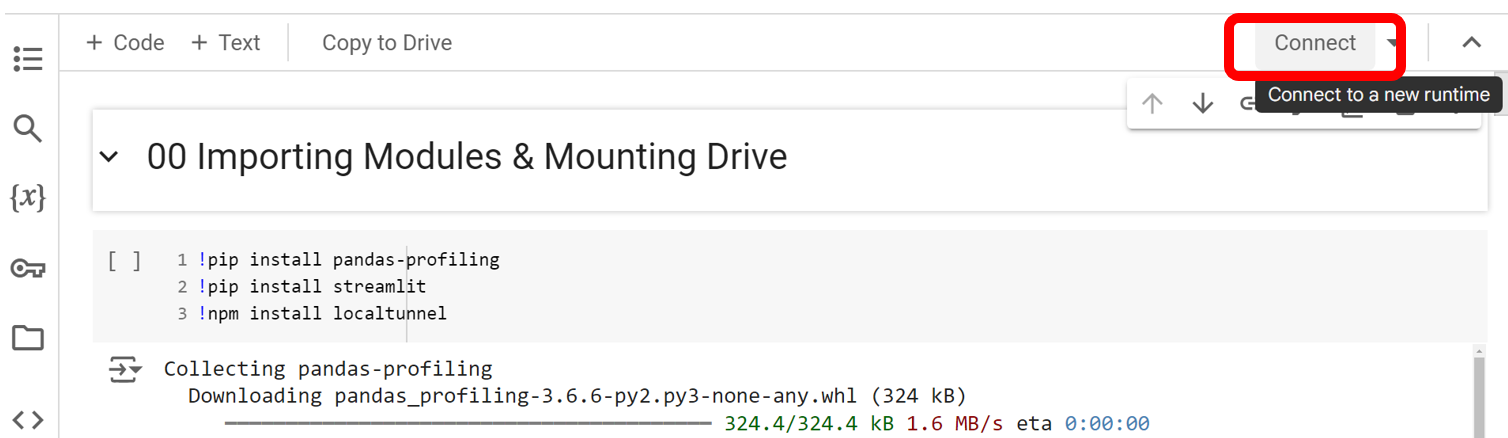 + Code + Text Copy to Drive Connect
Connect to a new runtime
00 Importing Modules & Mounting Drive
{x}
[ ] 1 !pip install pandas-profiling
2 !pip install streamlit
3 !npm install localtunnel
Collecting pandas-profiling
Downloading pandas_profiling-3.6.6-py2.py3-none-any.whl (324 kB)
324.4/324.4 kB 1.6 MB/s eta 0:00:00